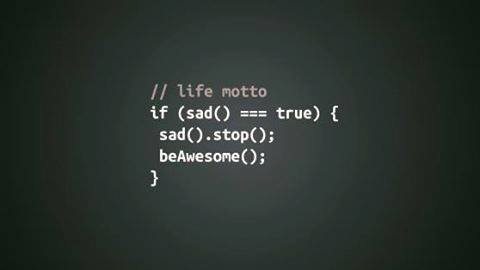 // life motto
if (sad() === true) {
 sad().stop();
 beAwesome();
}